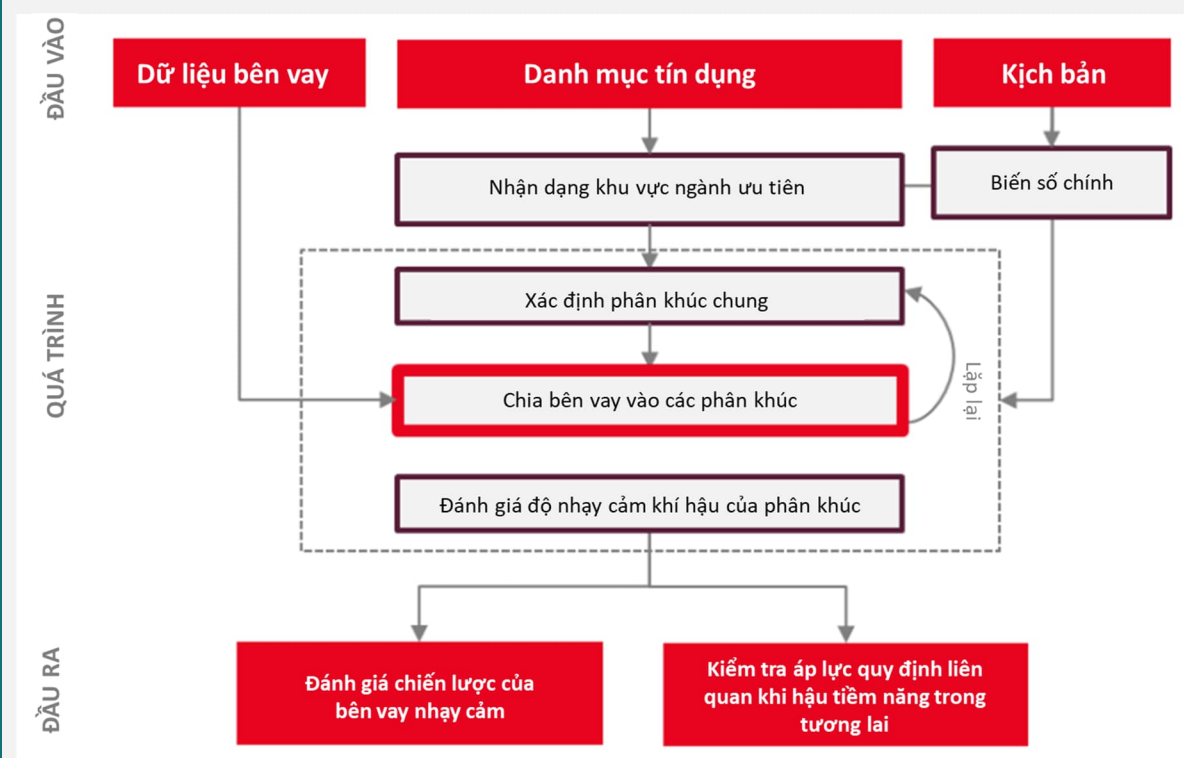 ĐẦU VÀO
Dữ liệu bên vay
Danh mục tín dụng
Kịch bản
Nhận dạng khu vực ngành ưu tiên
Biến số chính
QUÁ TRÌNH
Xác định phân khúc chung
Chia bên vay vào các phân khúc
Lặp lại
Đánh giá độ nhạy cảm khí hậu của phân khúc
ĐẦU RA
Đánh giá chiến lược của
bên vay nhạy cảm
Kiểm tra áp lực quy định liên
quan khi hậu tiềm năng trong
tương lai